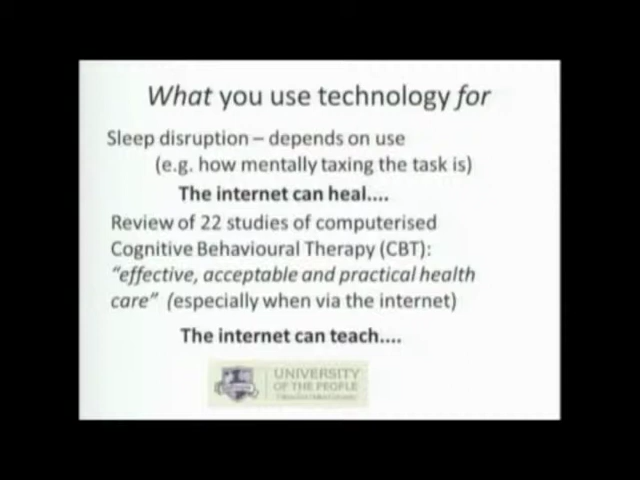 What you use technology for
Sleep disruption – depends on use
(e.g. how mentally taxing the task is)
The internet can heal....
Review of 22 studies of computerised
Cognitive Behavioural Therapy (CBT):
“effective, acceptable and practical health
care” (especially when via the internet)
The internet can teach....
UNIVERSITY
OF THE PEOPLE